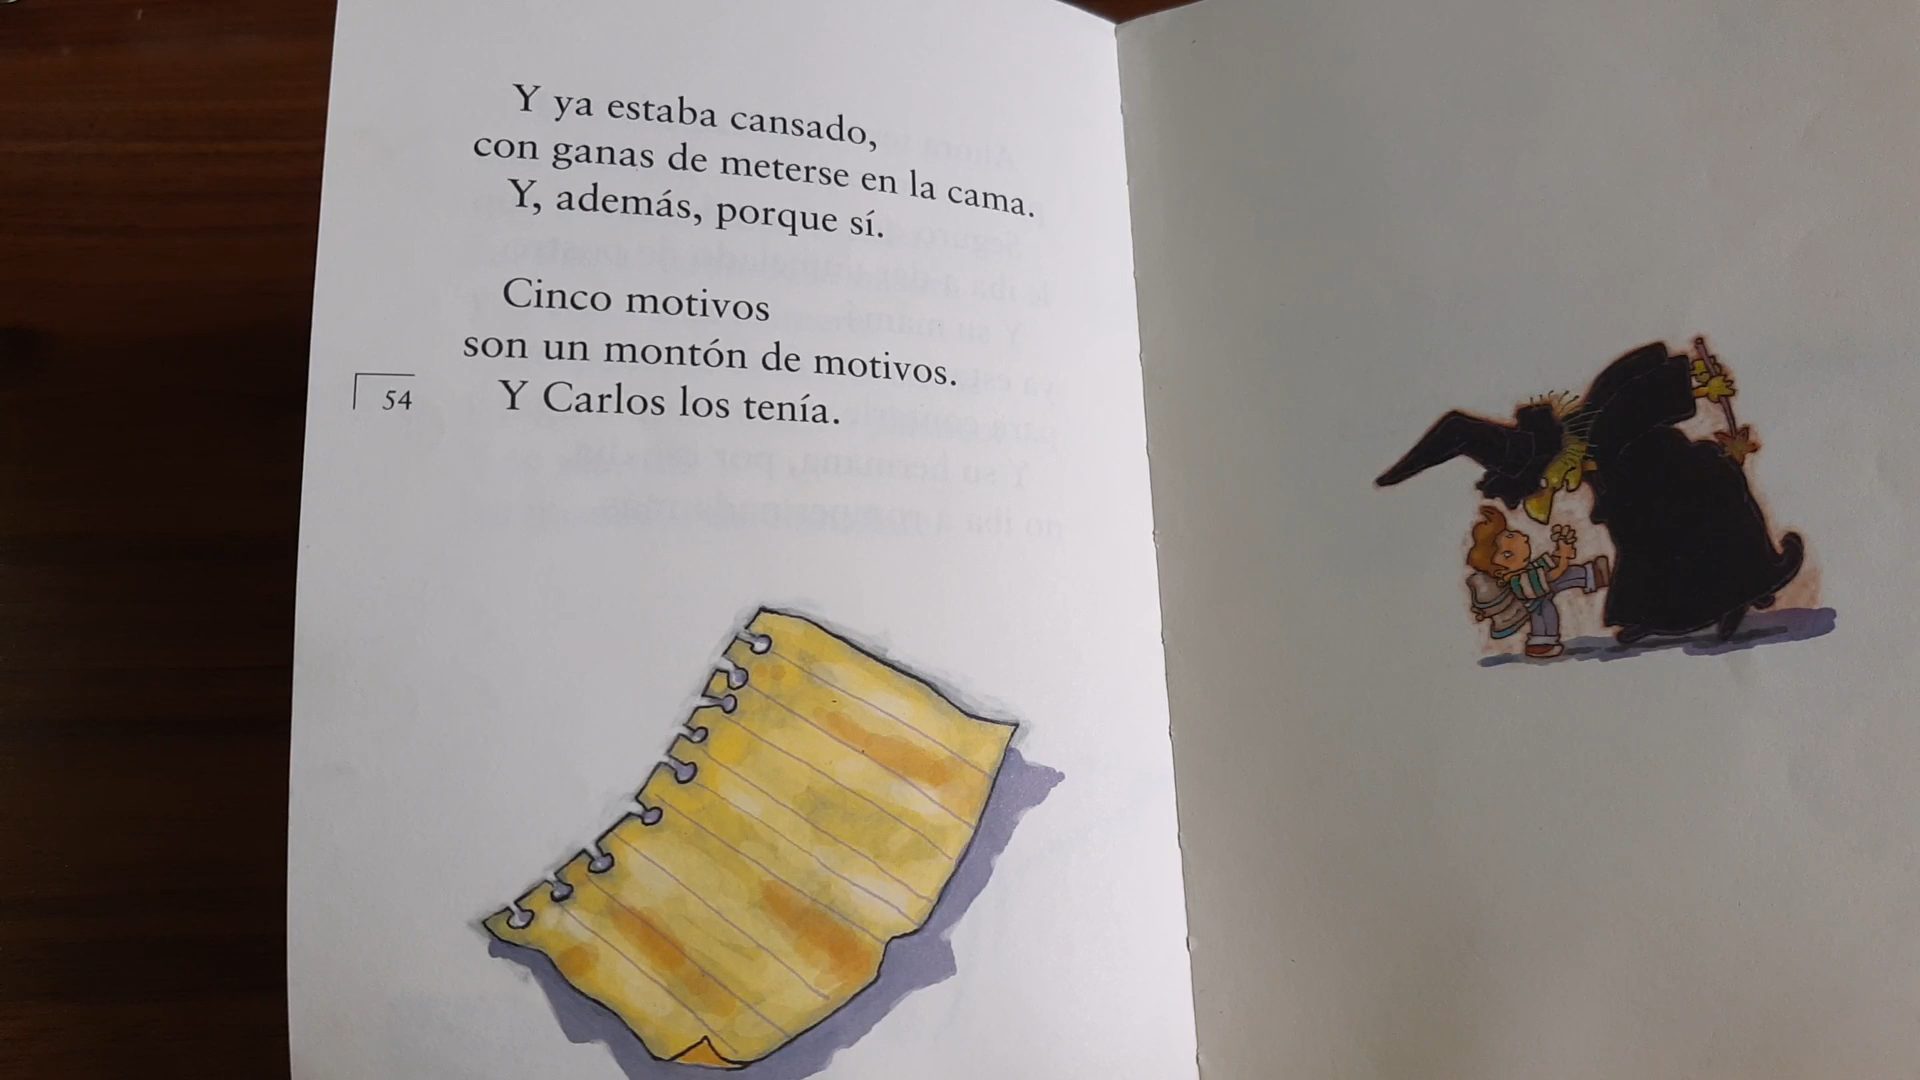 Y ya estaba cansado,
con ganas de meterse en la cama.
Y, además, porque sí.
Cinco motivos
son un montón de motivos.
Y Carlos los tenía.
54